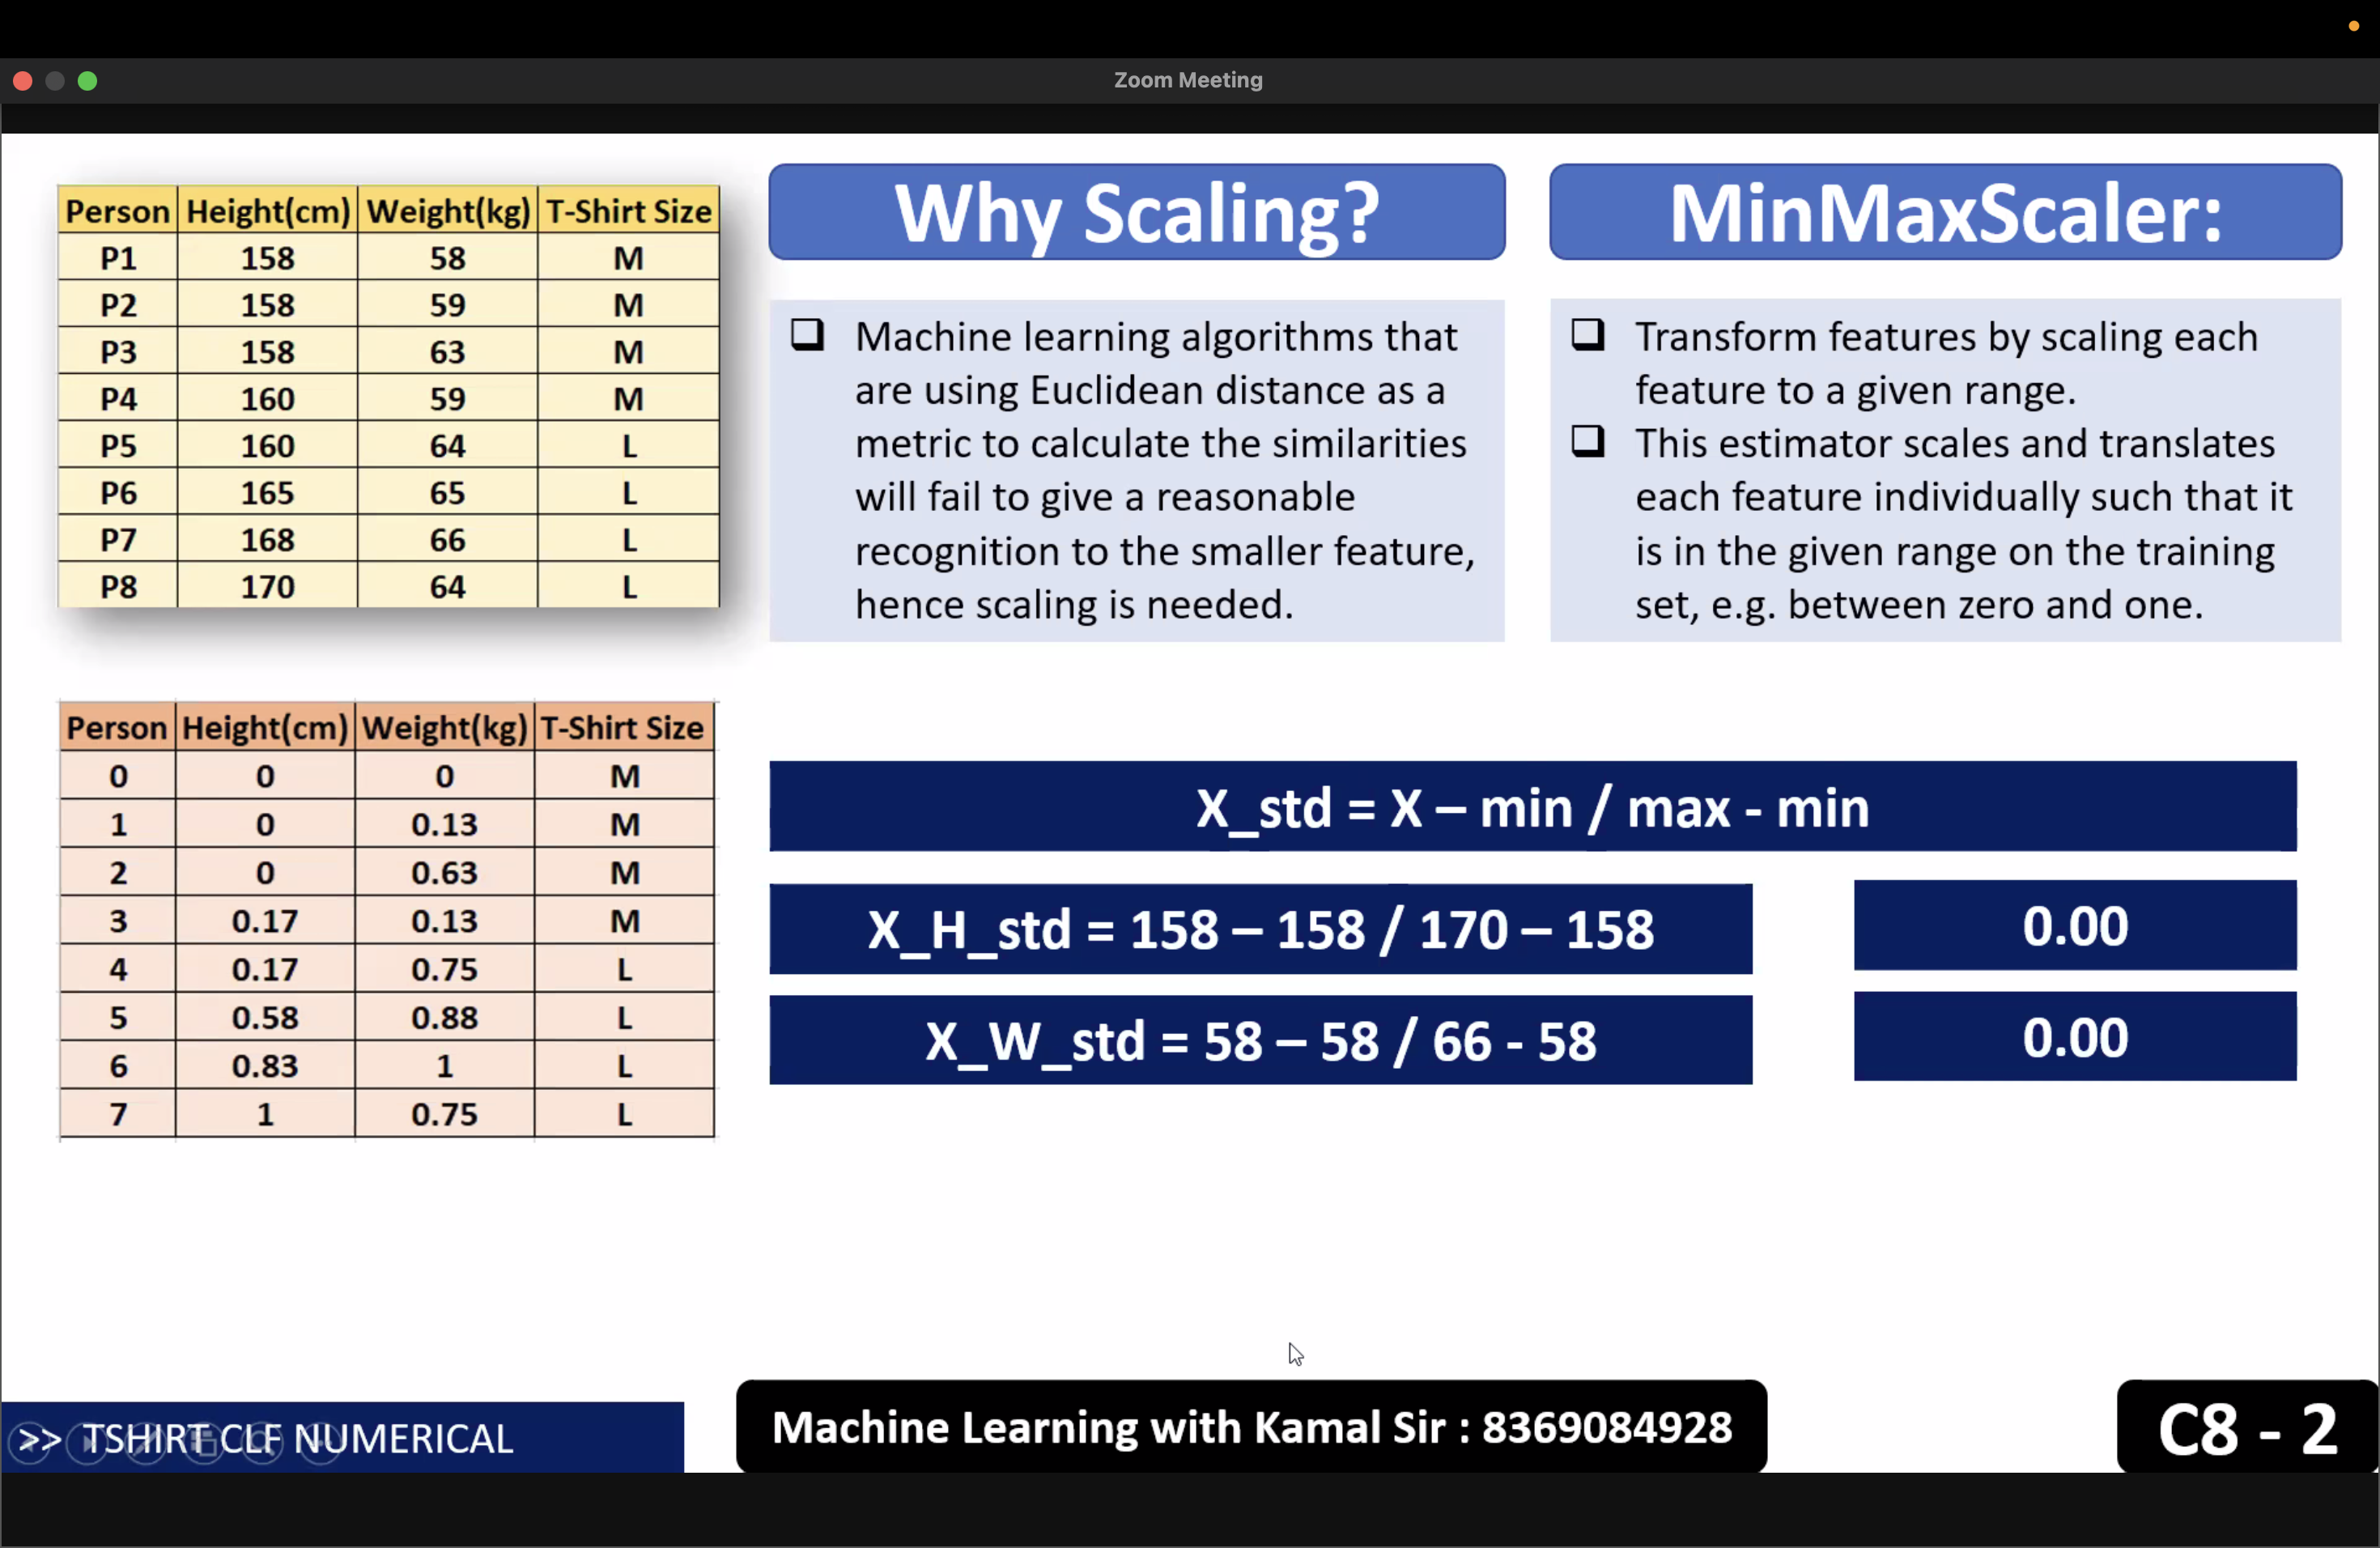 Zoom Meeting
Person Height(cm) Weight(kg) T-Shirt Size
P1 158 58 M
P2 158 59 M
P3 158 63 M
P4 160 59 M
P5 160 64 L
P6 165 65 L
P7 168 66 L
P8 170 64 L
Why Scaling?
Machine learning algorithms that
are using Euclidean distance as a
metric to calculate the similarities
will fail to give a reasonable
recognition to the smaller feature,
hence scaling is needed.
MinMaxScaler:
Transform features by scaling each
feature to a given range.
This estimator scales and translates
each feature individually such that it
is in the given range on the training
set, e.g. between zero and one.
Person Height(cm) Weight(kg) T-Shirt Size
0 0 0 M
1 0 0.13 M
2 0 0.63 M
3 0.17 0.13 M
4 0.17 0.75 L
5 0.58 0.88 L
6 0.83 1 L
7 1 0.75 L
X_std = X – min / max - min
X_H_std = 158 – 158 / 170 – 158
0.00
X_W_std = 58 – 58 / 66 - 58
0.00
>> TSHIRT CLF NUMERICAL
Machine Learning with Kamal Sir : 8369084928
C8 - 2